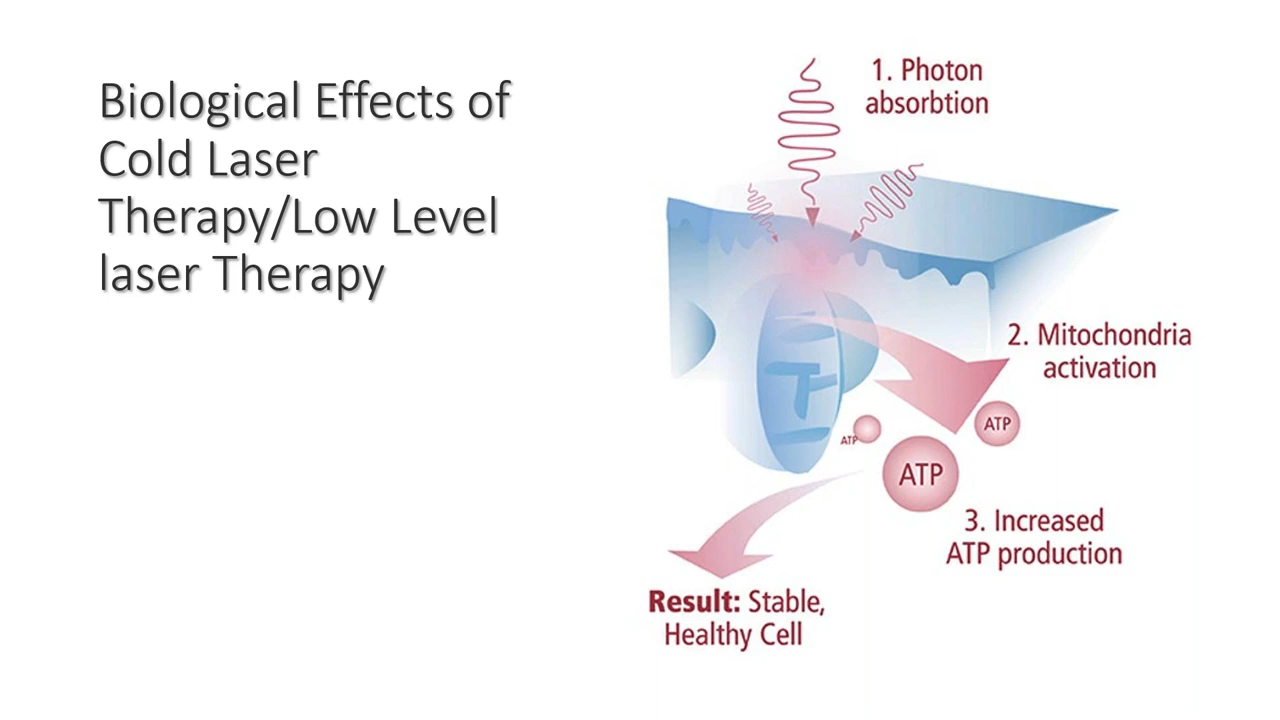 Biological Effects of
Cold Laser
Therapy/Low Level
laser Therapy
1. Photon
absorbtion
2. Mitochondria
activation
ATP
ATP
ATP
3. Increased
ATP production
Result: Stable,
Healthy Cell